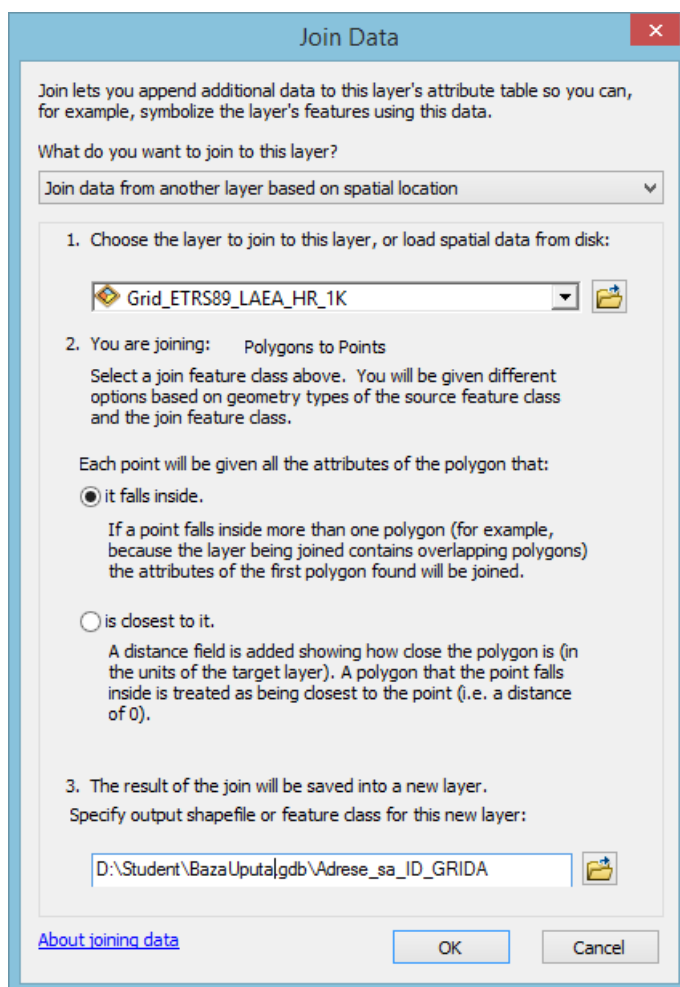 Join Data
Join lets you append additional data to this layer's attribute table so you can,
for example, symbolize the layer's features using this data.
What do you want to join to this layer?
Join data from another layer based on spatial location
1. Choose the layer to join to this layer, or load spatial data from disk:
Grid_ETRS89_LAEA_HR_1K
2. You are joining: Polygons to Points
Select a join feature class above. You will be given different
options based on geometry types of the source feature class
and the join feature class.
Each point will be given all the attributes of the polygon that:
it falls inside.
If a point falls inside more than one polygon (for example,
because the layer being joined contains overlapping polygons)
the attributes of the first polygon found will be joined.
is closest to it.
A distance field is added showing how close the polygon is (in
the units of the target layer). A polygon that the point falls
inside is treated as being closest to the point (i.e. a distance
of 0).
3. The result of the join will be saved into a new layer.
Specify output shapefile or feature class for this new layer:
D:\Student\BazaUputa.gdb\Adrese_sa_ID_GRIDA
About joining data
OK
Cancel